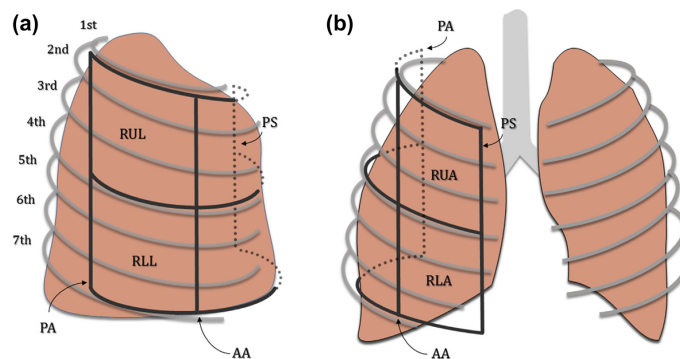 (a)
1st
2nd
3rd
4th
5th
6th
7th
RUL
RLL
PS
PA
AA
(b)
PA
PS
RUA
RLA
AA